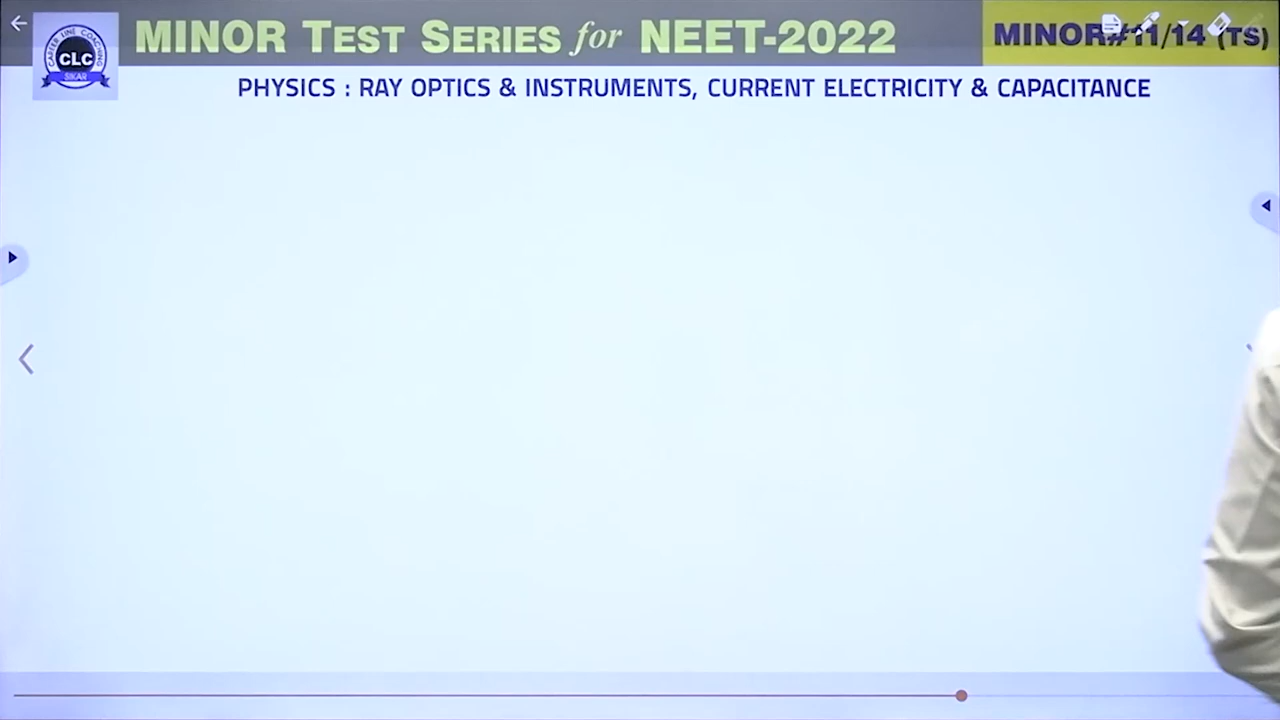 MINOR TEST SERIES for NEET-2022
MINOR#11/14 (TS)
CAREER LINE COACHING
CLC
SIKAR
PHYSICS : RAY OPTICS & INSTRUMENTS, CURRENT ELECTRICITY & CAPACITANCE